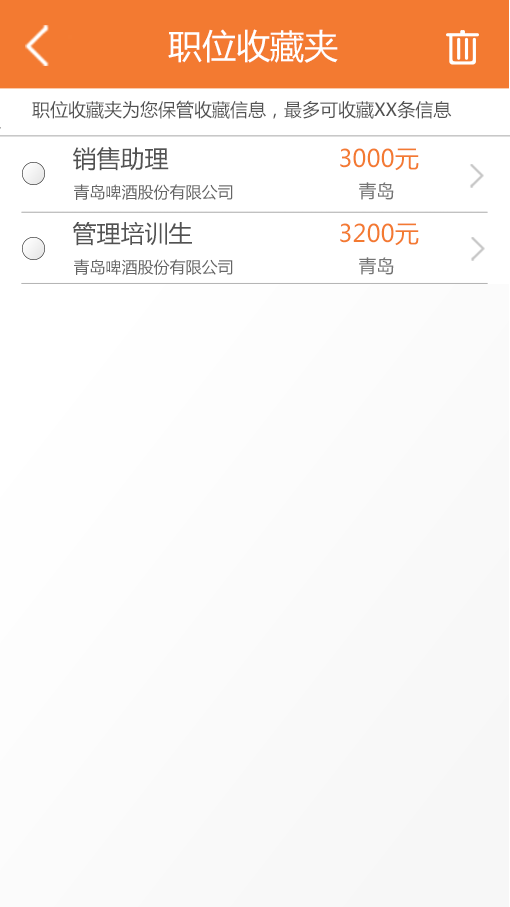 职位收藏夹
职位收藏夹为您保管收藏信息，最多可收藏XX条信息
销售助理 3000元
青岛啤酒股份有限公司 青岛
管理培训生 3200元
青岛啤酒股份有限公司 青岛